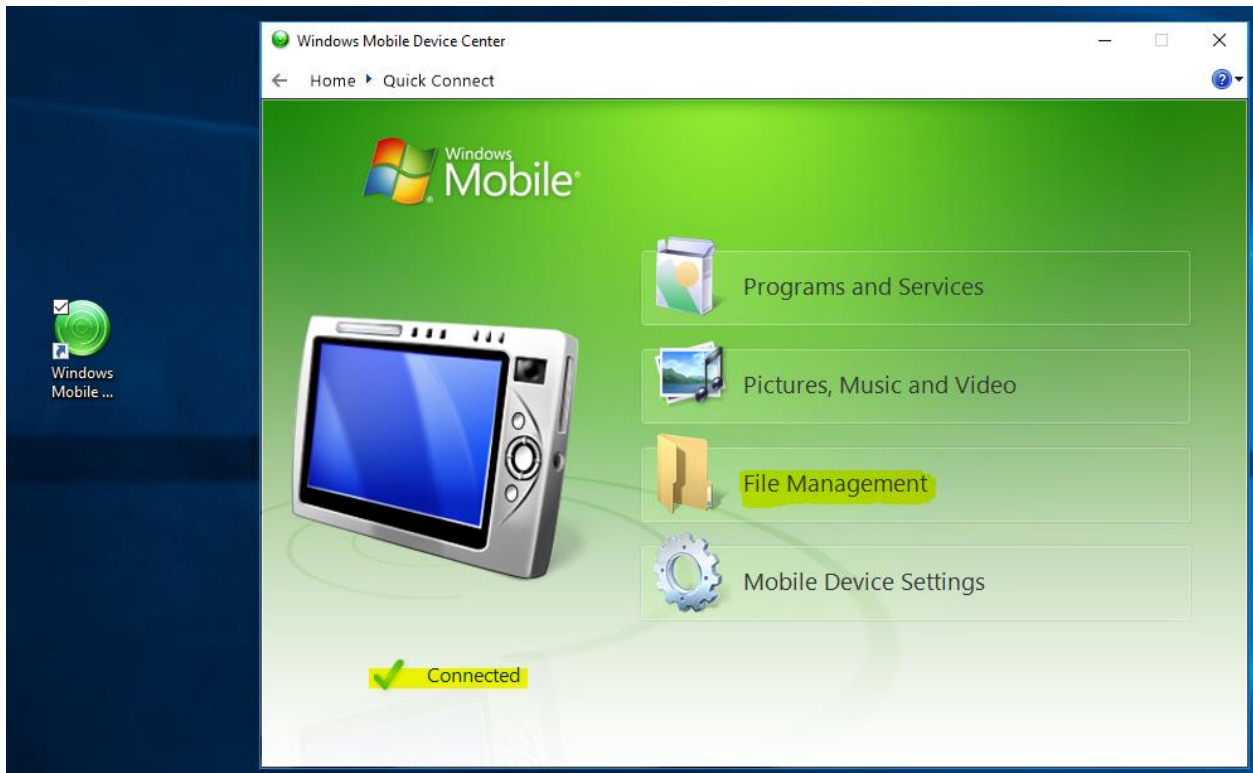 Windows Mobile Device Center
Home Quick Connect
Windows
Mobile
Programs and Services
Pictures, Music and Video
File Management
Mobile Device Settings
Connected
Windows
Mobile ...